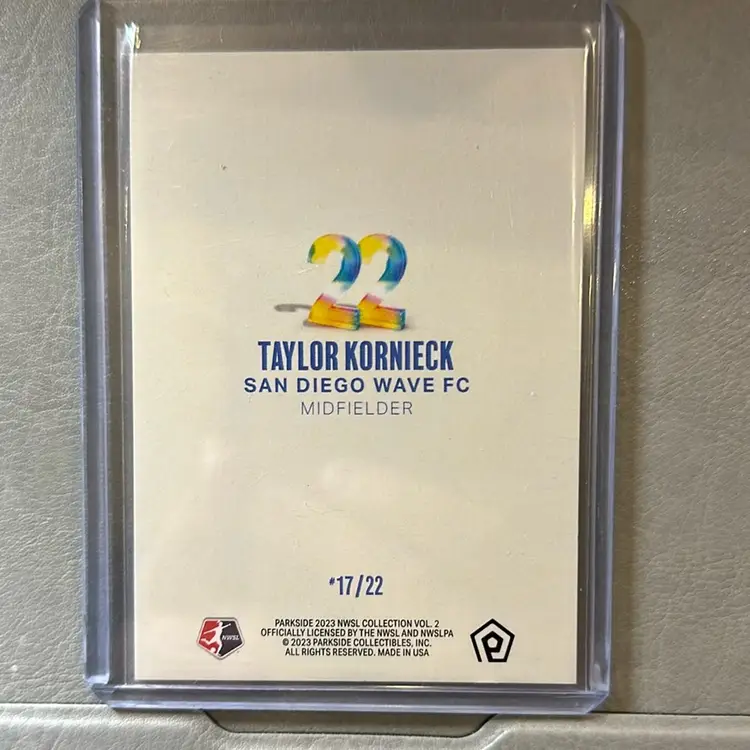 22
TAYLOR KORNIECK
SAN DIEGO WAVE FC
MIDFIELDER
#17/22
PARKSIDE 2023 NWSL COLLECTION VOL. 2
OFFICIALLY LICENSED BY THE NWSL AND NWSLPA
© 2023 PARKSIDE COLLECTIBLES, INC.
ALL RIGHTS RESERVED. MADE IN USA
NWSL